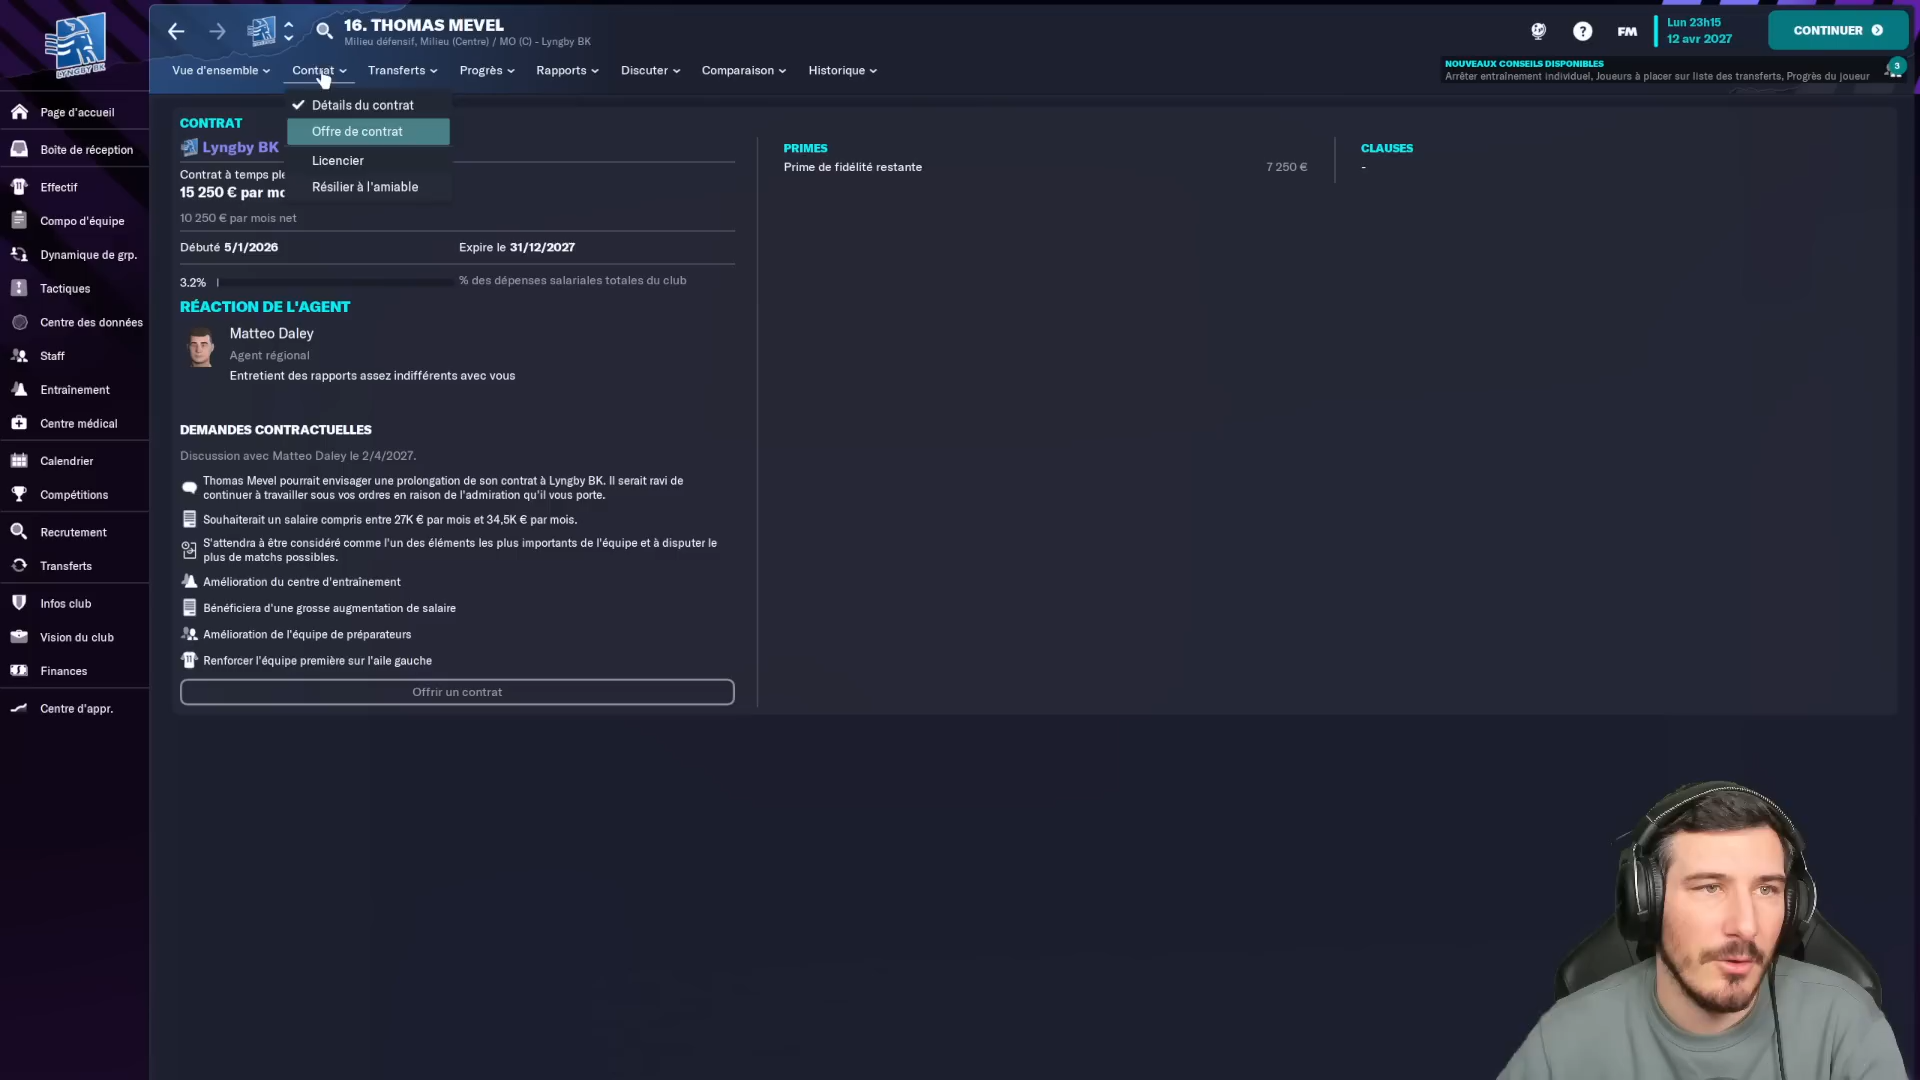 LYNGBY BK
16. THOMAS MEVEL
Milieu défensif, Milieu (Centre) / MO (C) - Lyngby BK
FM
Lun 23h15
12 avr 2027
CONTINUER
Vue d'ensemble
Contrat
Transferts
Progrès
Rapports
Discuter
Comparaison
Historique
NOUVEAUX CONSEILS DISPONIBLES
Arrêter entraînement individuel, Joueurs à placer sur liste des transferts, Progrès du joueur
3
Détails du contrat
Offre de contrat
Licencier
Résilier à l'amiable
Page d'accueil
Boîte de réception
Effectif
Compo d'équipe
Dynamique de grp.
Tactiques
Centre des données
Staff
Entraînement
Centre médical
Calendrier
Compétitions
Recrutement
Transferts
Infos club
Vision du club
Finances
Centre d'appr.
CONTRAT
Lyngby BK
Contrat à temps ple
15 250 € par mo
10 250 € par mois net
Débuté 5/1/2026
Expire le 31/12/2027
3.2%
% des dépenses salariales totales du club
RÉACTION DE L'AGENT
Matteo Daley
Agent régional
Entretient des rapports assez indifférents avec vous
DEMANDES CONTRACTUELLES
Discussion avec Matteo Daley le 2/4/2027.
Thomas Mevel pourrait envisager une prolongation de son contrat à Lyngby BK. Il serait ravi de
continuer à travailler sous vos ordres en raison de l'admiration qu'il vous porte.
Souhaiterait un salaire compris entre 27K € par mois et 34,5K € par mois.
S'attendra à être considéré comme l'un des éléments les plus importants de l'équipe et à disputer le
plus de matchs possibles.
Amélioration du centre d'entraînement
Bénéficiera d'une grosse augmentation de salaire
Amélioration de l'équipe de préparateurs
Renforcer l'équipe première sur l'aile gauche
Offrir un contrat
PRIMES
Prime de fidélité restante
7 250 €
CLAUSES
-